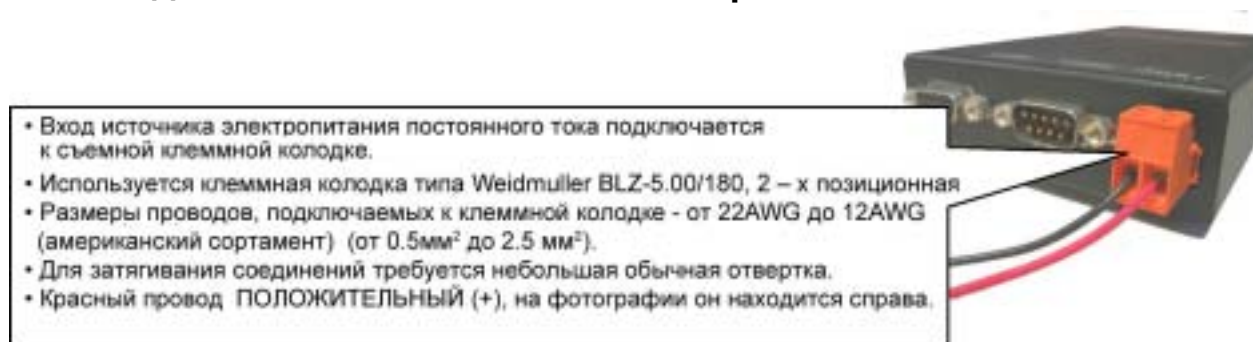 • Вход источника электропитания постоянного тока подключается
к съемной клеммной колодке.
• Используется клеммная колодка типа Weidmuller BLZ-5.00/180, 2 – х позиционная
• Размеры проводов, подключаемых к клеммной колодке - от 22AWG до 12AWG
(американский сортамент) (от 0.5мм² до 2.5 мм²).
• Для затягивания соединений требуется небольшая обычная отвертка.
• Красный провод ПОЛОЖИТЕЛЬНЫЙ (+), на фотографии он находится справа.